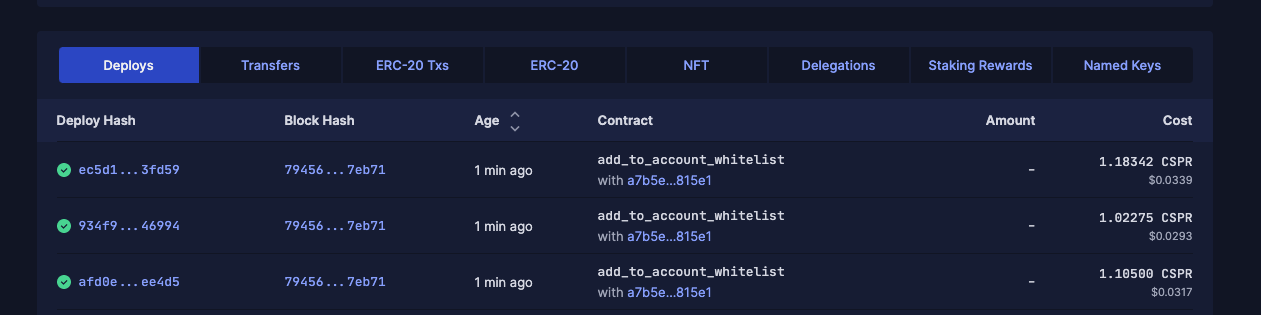 Deploys Transfers ERC-20 Txs ERC-20 NFT Delegations Staking Rewards Named Keys
Deploy Hash Block Hash Age Contract Amount Cost
ec5d1...3fd59 79456...7eb71 1 min ago add_to_account_whitelist – 1.18342 CSPR
with a7b5e...815e1 $0.0339
934f9...46994 79456...7eb71 1 min ago add_to_account_whitelist – 1.02275 CSPR
with a7b5e...815e1 $0.0293
afd0e...ee4d5 79456...7eb71 1 min ago add_to_account_whitelist – 1.10500 CSPR
with a7b5e...815e1 $0.0317